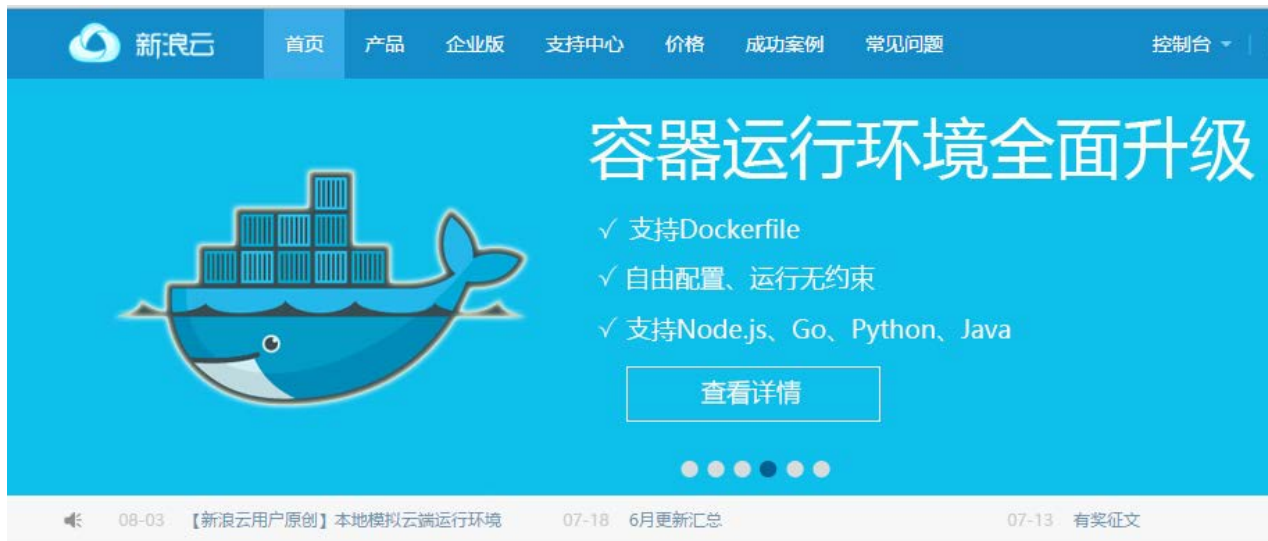 新浪云 首页 产品 企业版 支持中心 价格 成功案例 常见问题 控制台
容器运行环境全面升级
√ 支持Dockerfile
√ 自由配置、运行无约束
√ 支持Node.js、Go、Python、Java
查看详情
08-03 【新浪云用户原创】本地模拟云端运行环境 07-18 6月更新汇总 07-13 有奖征文